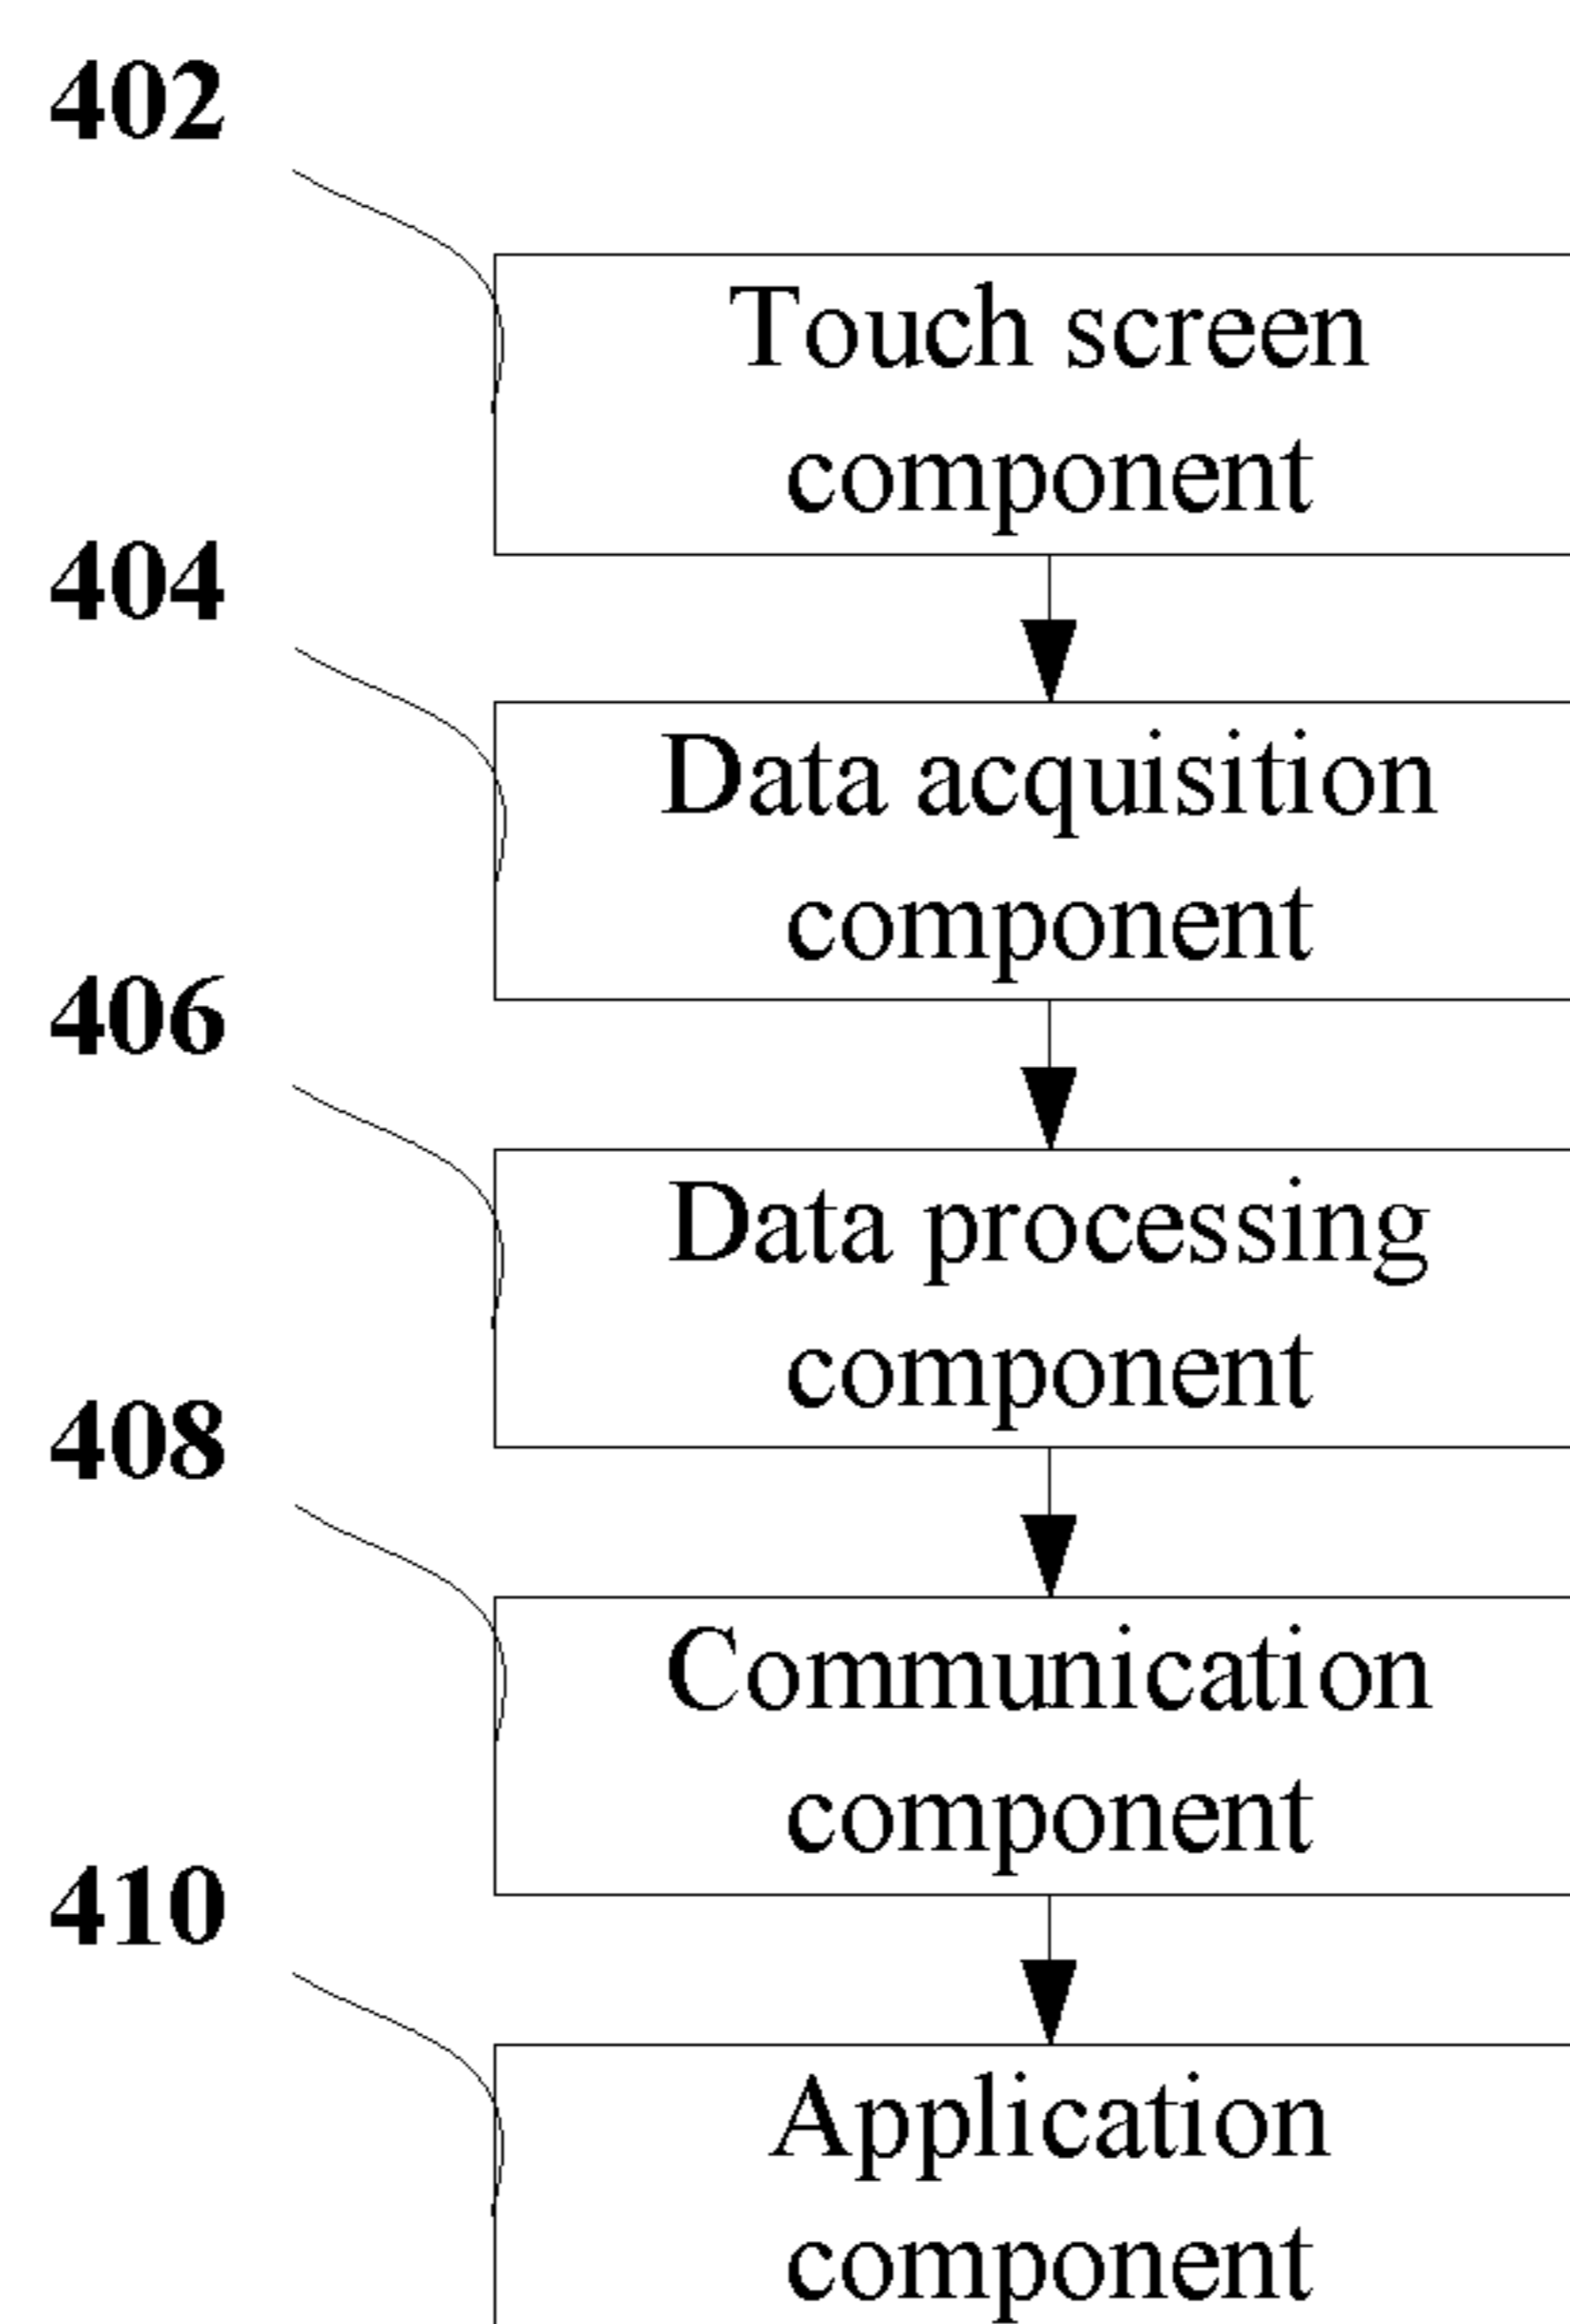 402
Touch screen
component
404
Data acquisition
component
406
Data processing
component
408
Communication
component
410
Application
component